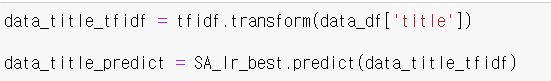 data_title_tfidf = tfidf.transform(data_df['title'])
data_title_predict = SA_lr_best.predict(data_title_tfidf)